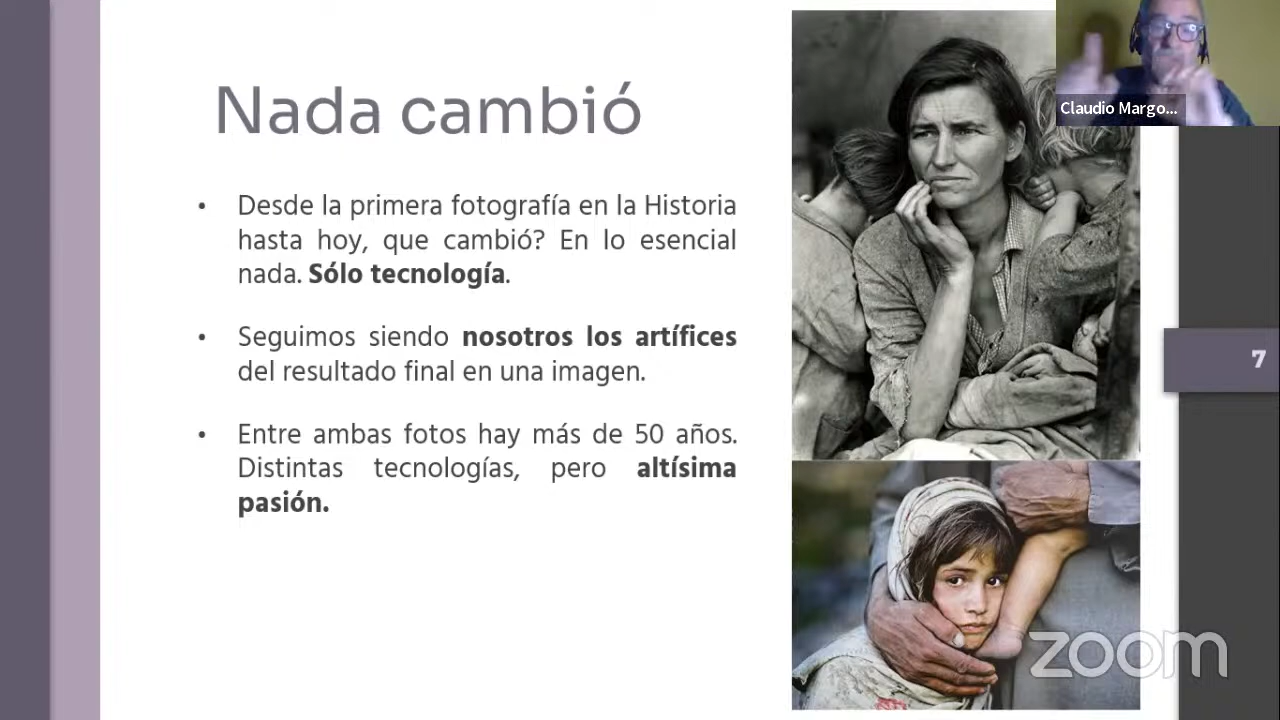 Nada cambió
• Desde la primera fotografía en la Historia
hasta hoy, que cambió? En lo esencial
nada. Sólo tecnología.
• Seguimos siendo nosotros los artífices
del resultado final en una imagen.
• Entre ambas fotos hay más de 50 años.
Distintas tecnologías, pero altísima
pasión.
Claudio Margo...
7
zoom